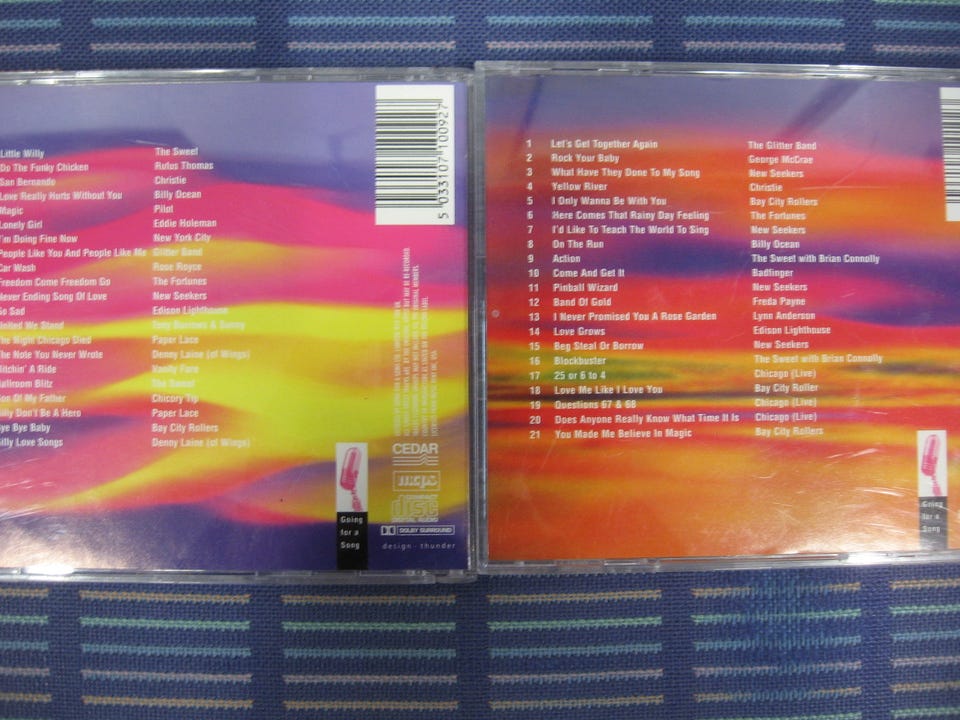 Little Willy The Sweet
Do The Funky Chicken Rufus Thomas
San Bernando Christie
Love Really Hurts Without You Billy Ocean
Magic Pilot
Lonely Girl Eddie Holeman
I'm Doing Fine Now New York City
People Like You And People Like Me Glitter Band
Car Wash Rose Royce
Freedom Come Freedom Go The Fortunes
Never Ending Song Of Love New Seekers
So Sad Edison Lighthouse
United We Stand Tony Burrows & Sunny
The Night Chicago Died Paper Lace
The Note You Never Wrote Denny Laine (of Wings)
Hitchin' A Ride Vanity Fare
Ballroom Blitz The Sweet
Son Of My Father Chicory Tip
Billy Don't Be A Hero Paper Lace
Bye Bye Baby Bay City Rollers
Silly Love Songs Denny Laine (of Wings)
5 033107 160092
CEDAR
mcps
COMPACT
disc
DIGITAL AUDIO
DOLBY SURROUND
design - thunder
Going
for a
Song
1 Let's Get Together Again The Glitter Band
2 Rock Your Baby George McCrae
3 What Have They Done To My Song New Seekers
4 Yellow River Christie
5 I Only Wanna Be With You Bay City Rollers
6 Here Comes That Rainy Day Feeling The Fortunes
7 I'd Like To Teach The World To Sing New Seekers
8 On The Run Billy Ocean
9 Action The Sweet with Brian Connolly
10 Come And Get It Badfinger
11 Pinball Wizard New Seekers
12 Band Of Gold Freda Payne
13 I Never Promised You A Rose Garden Lynn Anderson
14 Love Grows Edison Lighthouse
15 Beg Steal Or Borrow New Seekers
16 Blockbuster The Sweet with Brian Connolly
17 25 or 6 to 4 Chicago (Live)
18 Love Me Like I Love You Bay City Roller
19 Questions 67 & 68 Chicago (Live)
20 Does Anyone Really Know What Time It Is Chicago (Live)
21 You Made Me Believe In Magic Bay City Rollers
Going
for a
Song